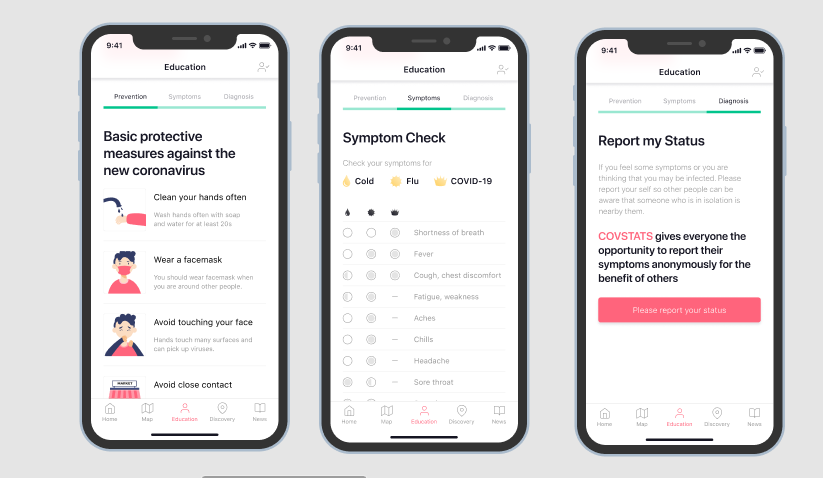 9:41
Education
Prevention Symptoms Diagnosis
Basic protective
measures against the
new coronavirus
Clean your hands often
Wash hands often with soap
and water for at least 20s
Wear a facemask
You should wear facemask when
you are around other people.
Avoid touching your face
Hands touch many surfaces and
can pick up viruses.
MARKET
Avoid close contact
Home Map Education Discovery News
9:41
Education
Prevention Symptoms Diagnosis
Symptom Check
Check your symptoms for
Cold Flu COVID-19
Shortness of breath
Fever
Cough, chest discomfort
Fatigue, weakness
Aches
Chills
Headache
Sore throat
Home Map Education Discovery News
9:41
Education
Prevention Symptoms Diagnosis
Report my Status
If you feel some symptoms or you are
thinking that you may be infected. Please
report your self so other people can be
aware that someone who is in isolation is
nearby them.
COVSTATS gives everyone the
opportunity to report their
symptoms anonymously for the
benefit of others
Please report your status
Home Map Education Discovery News